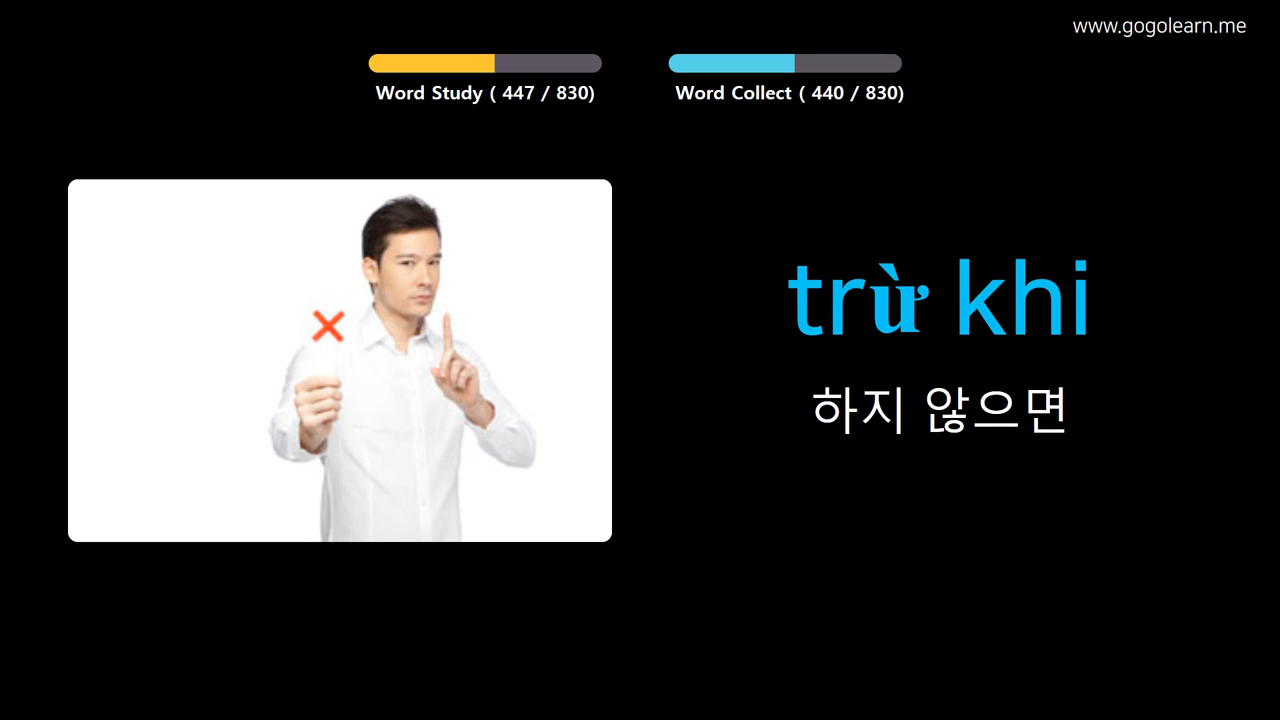 www.gogolearn.me
Word Study ( 447 / 830)
Word Collect ( 440 / 830)
trừ khi
하지 않으면